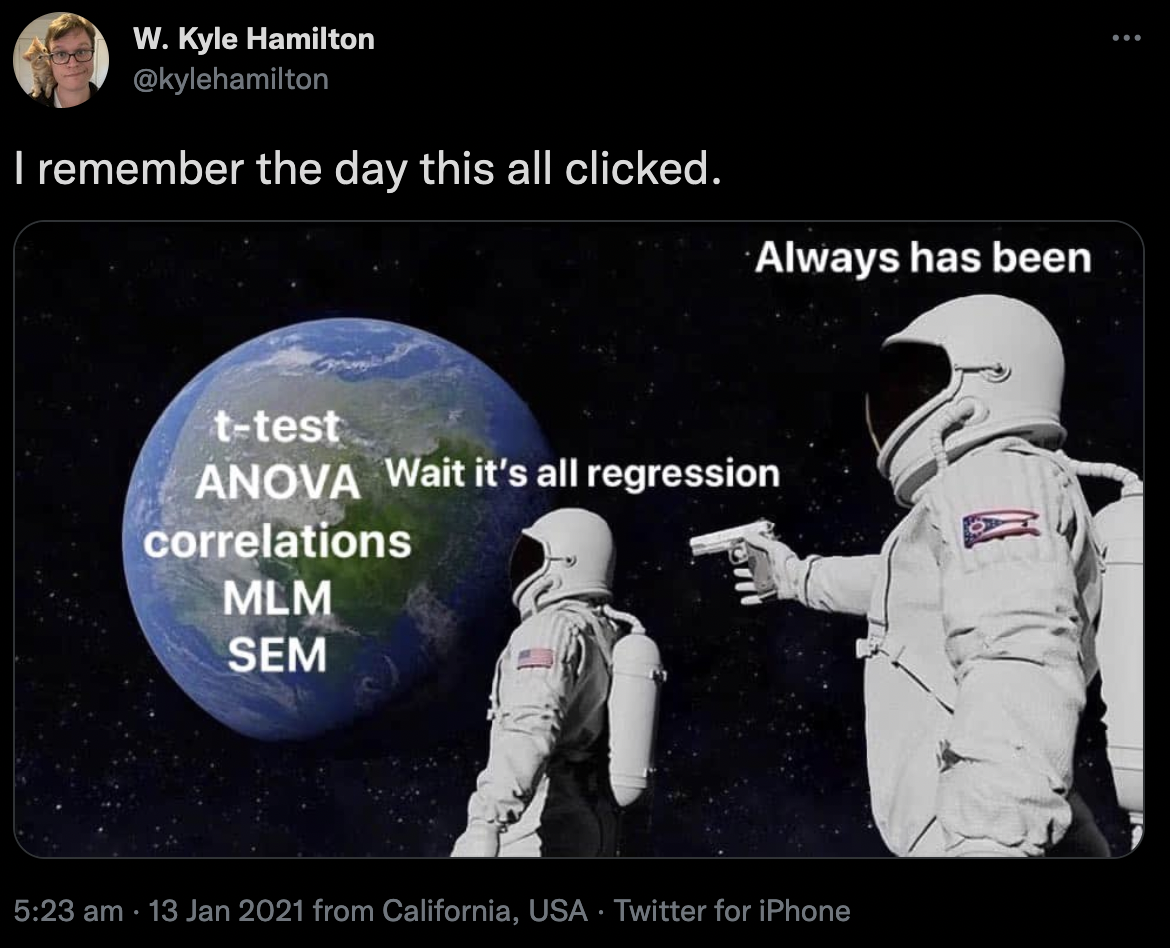 W. Kyle Hamilton
@kylehamilton
I remember the day this all clicked.
Always has been
t-test
ANOVA
Wait it's all regression
correlations
MLM
SEM
5:23 am · 13 Jan 2021 from California, USA · Twitter for iPhone